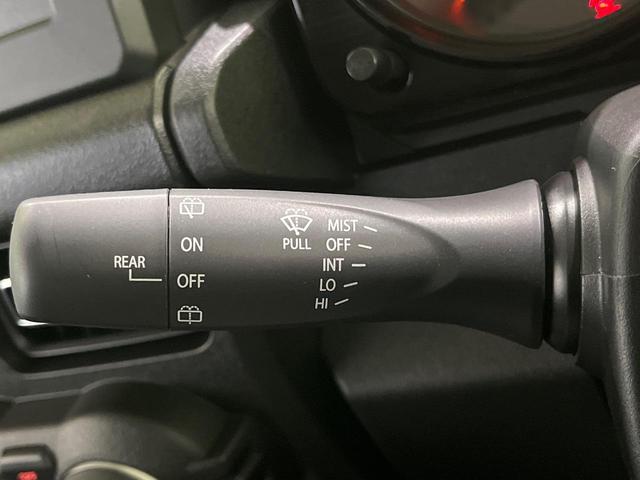 REAR
ON
OFF
PULL
MIST
OFF
INT
LO
HI